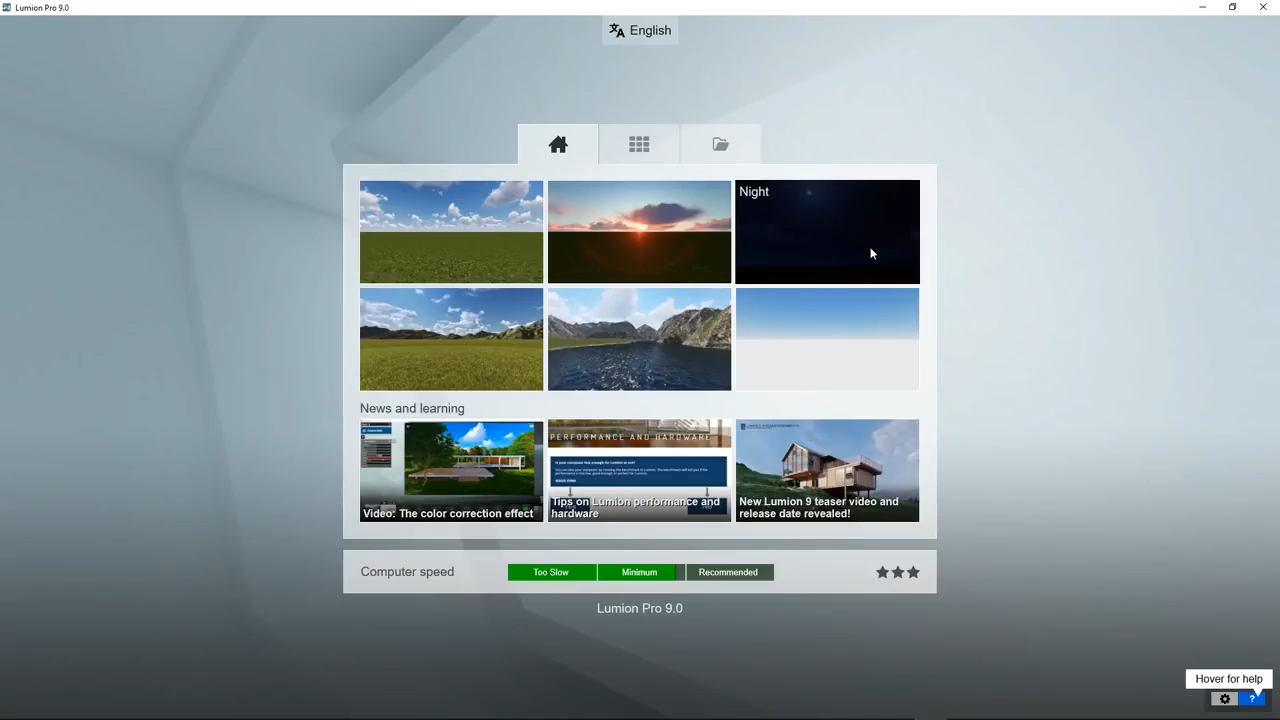 Lumion Pro 9.0
English
Night
News and learning
PERFORMANCE AND HARDWARE
Video: The color correction effect
Tips on Lumion performance and
hardware
New Lumion 9 teaser video and
release date revealed!
Computer speed
Too Slow
Minimum
Recommended
Lumion Pro 9.0
Hover for help
?